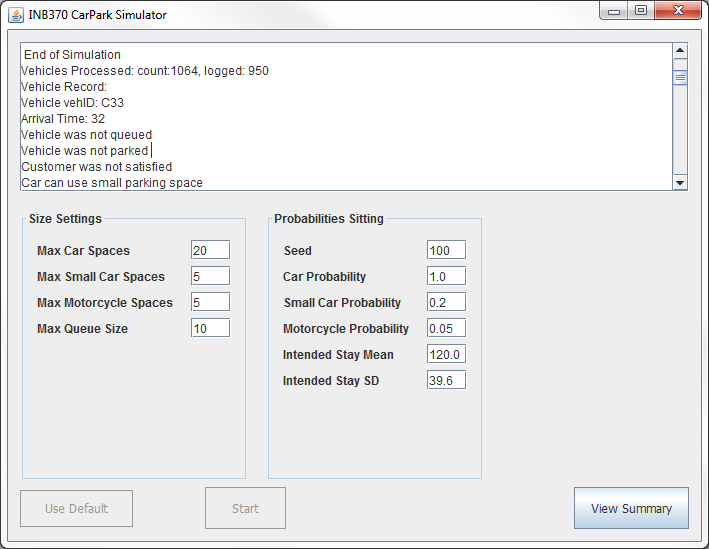 INB370 CarPark Simulator
End of Simulation
Vehicles Processed: count:1064, logged: 950
Vehicle Record:
Vehicle vehID: C33
Arrival Time: 32
Vehicle was not queued
Vehicle was not parked
Customer was not satisfied
Car can use small parking space
Size Settings
Max Car Spaces 20
Max Small Car Spaces 5
Max Motorcycle Spaces 5
Max Queue Size 10
Probabilities Sitting
Seed 100
Car Probability 1.0
Small Car Probability 0.2
Motorcycle Probability 0.05
Intended Stay Mean 120.0
Intended Stay SD 39.6
Use Default
Start
View Summary